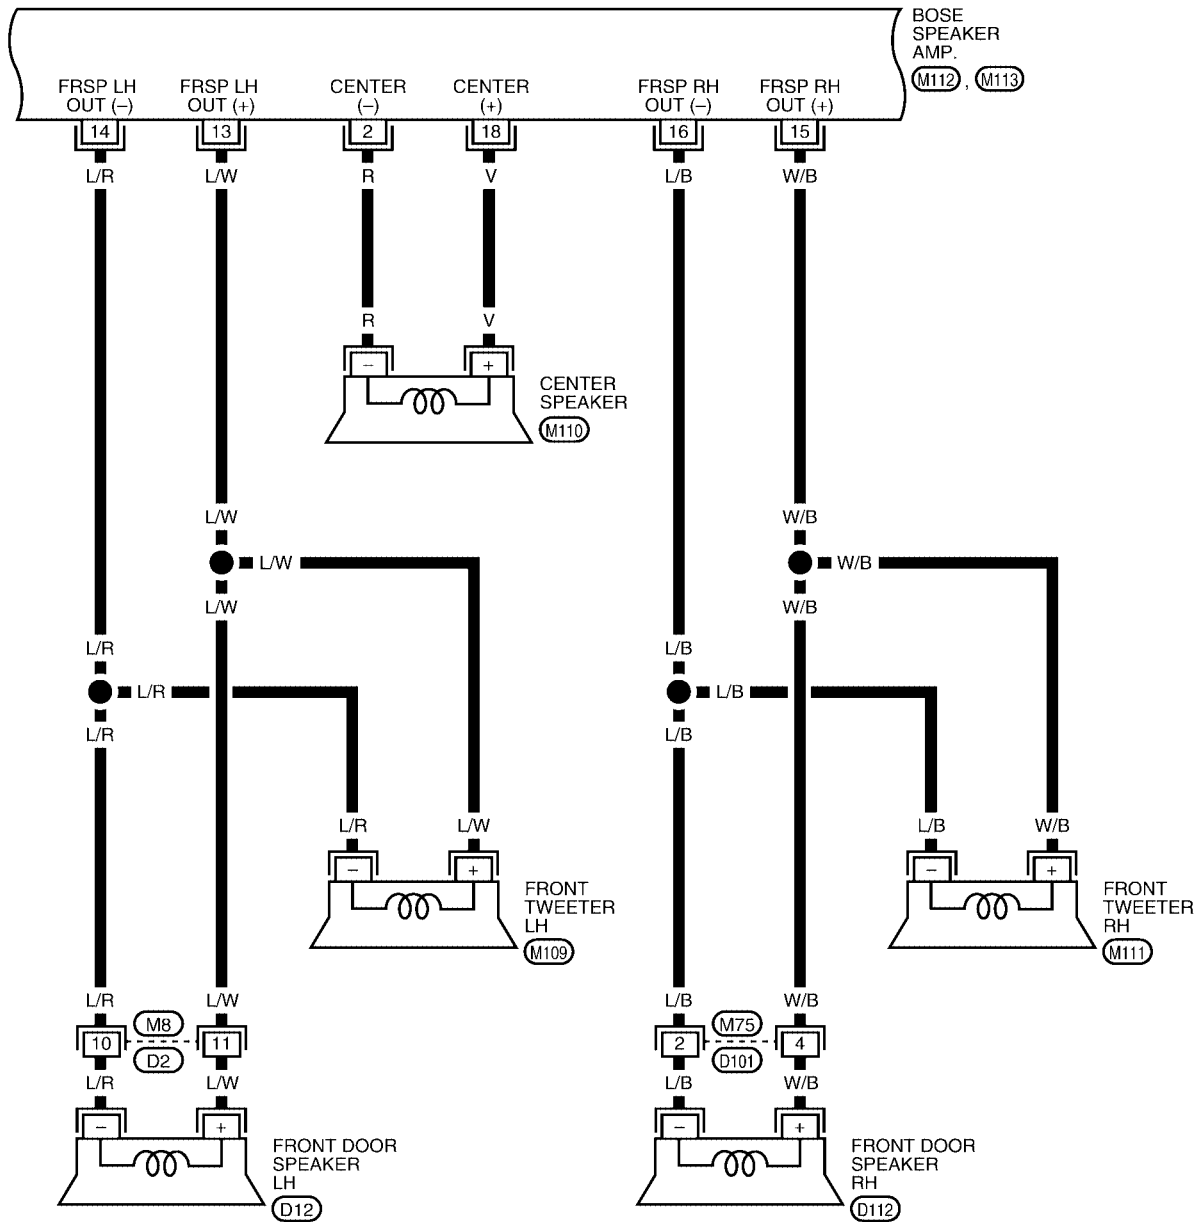 BOSE
SPEAKER
AMP.
M112 , M113
FRSP LH
OUT (–)
FRSP LH
OUT (+)
CENTER
(–)
CENTER
(+)
FRSP RH
OUT (–)
FRSP RH
OUT (+)
14 13 2 18 16 15
L/R L/W R V L/B W/B
R V
– +
CENTER
SPEAKER
M110
L/W W/B
L/W W/B
L/W W/B
L/R L/B
L/R L/B
L/R L/B
L/R L/W L/B W/B
– + – +
FRONT
TWEETER
LH
M109
FRONT
TWEETER
RH
M111
L/R L/W L/B W/B
10 M8 11 2 M75 4
D2 D101
L/R L/W L/B W/B
– + – +
FRONT DOOR
SPEAKER
LH
D12
FRONT DOOR
SPEAKER
RH
D112